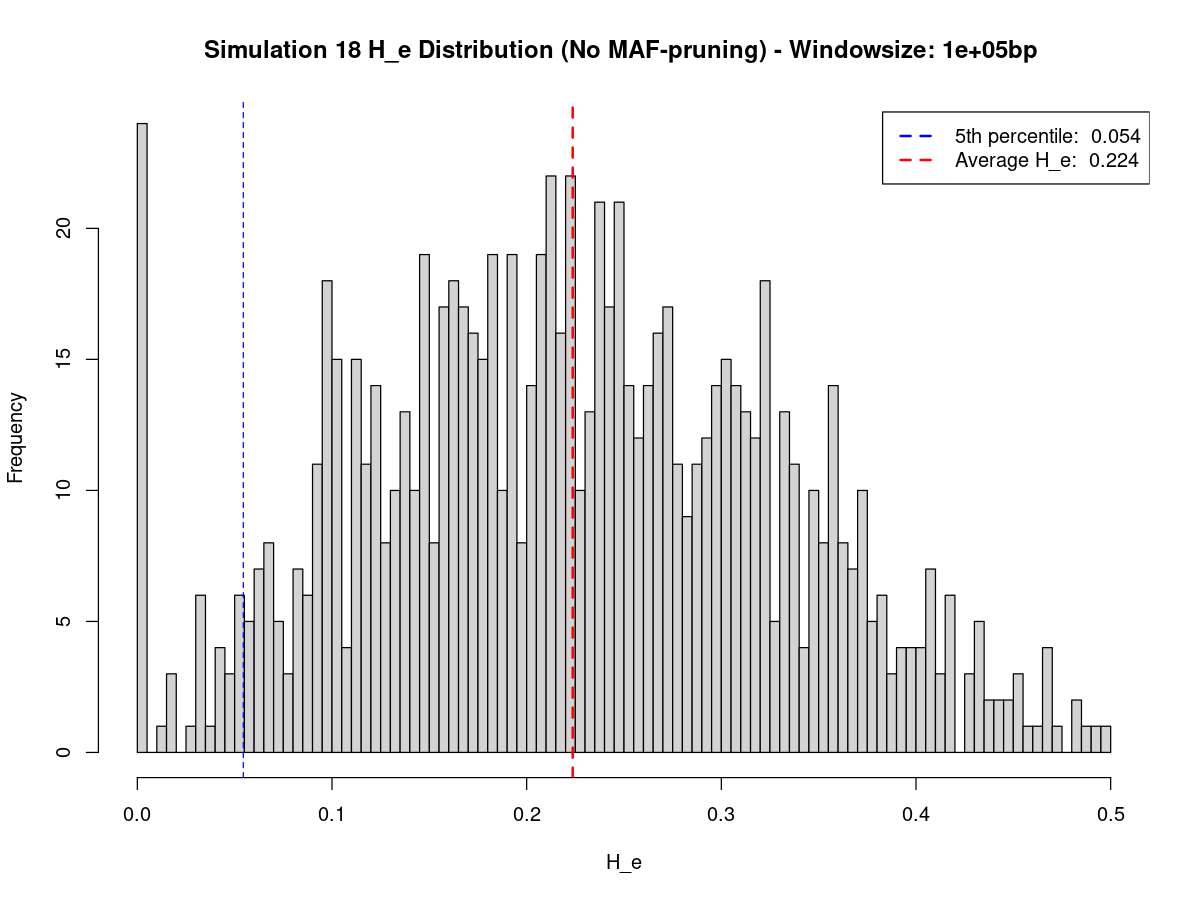 Simulation 18 H_e Distribution (No MAF-pruning) - Windowsize: 1e+05bp
5th percentile: 0.054
Average H_e: 0.224
Frequency
20
15
10
5
0
0.0 0.1 0.2 0.3 0.4 0.5
H_e